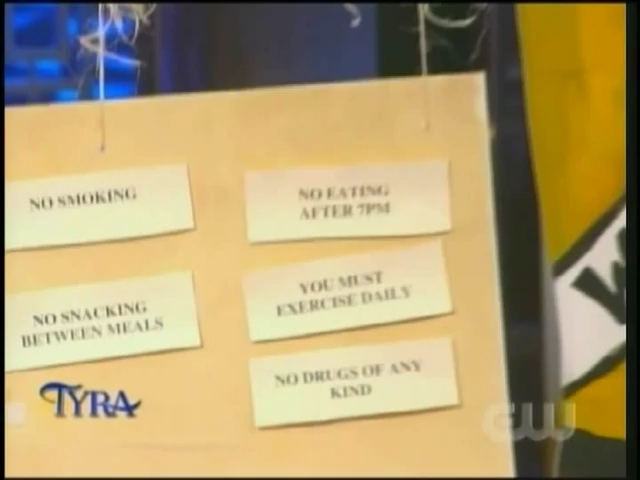 NO SMOKING
NO EATING
AFTER 7PM
NO SNACKING
BETWEEN MEALS
YOU MUST
EXERCISE DAILY
NO DRUGS OF ANY
KIND
TYRA
CW